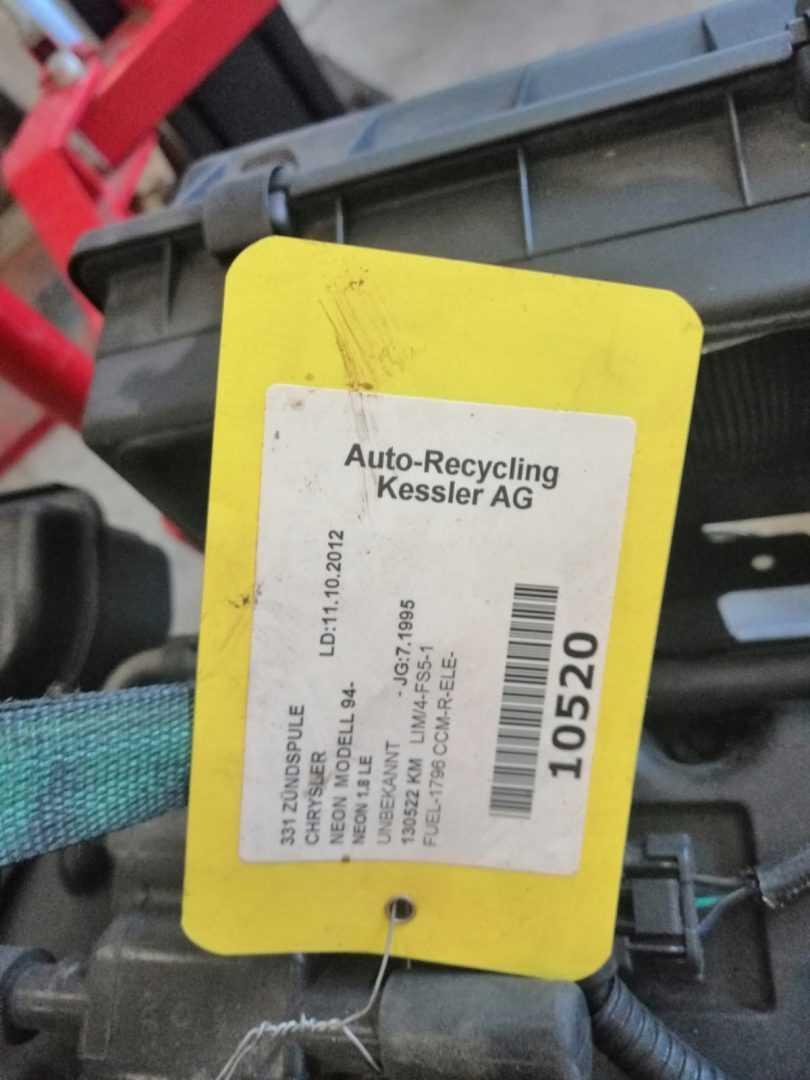 Auto-Recycling
Kessler AG
331 ZÜNDSPULE LD:11.10.2012
CHRYSLER
NEON MODELL 94-
NEON 1.8 LE
UNBEKANNT - JG:7.1995
130522 KM LIM/4-FS5-1
FUEL-1796 CCM-R-ELE-
10520